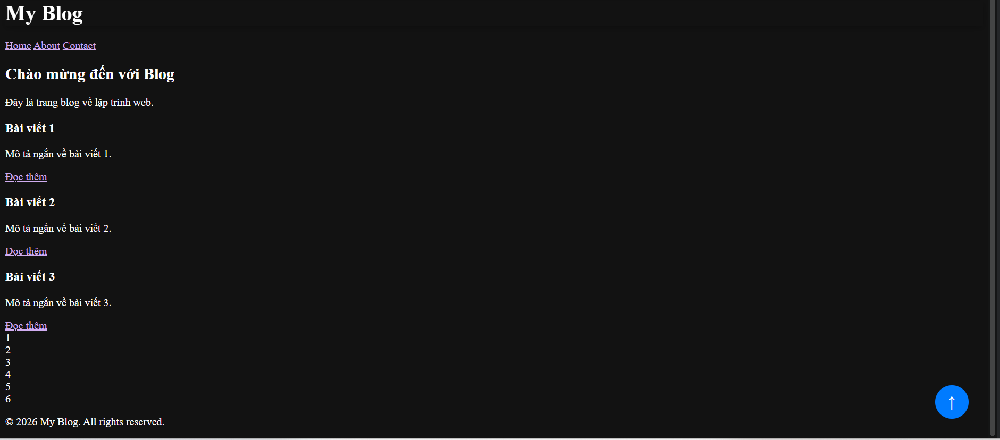 My Blog
Home About Contact
Chào mừng đến với Blog
Đây là trang blog về lập trình web.
Bài viết 1
Mô tả ngắn về bài viết 1.
Đọc thêm
Bài viết 2
Mô tả ngắn về bài viết 2.
Đọc thêm
Bài viết 3
Mô tả ngắn về bài viết 3.
Đọc thêm
1
2
3
4
5
6
↑
© 2026 My Blog. All rights reserved.